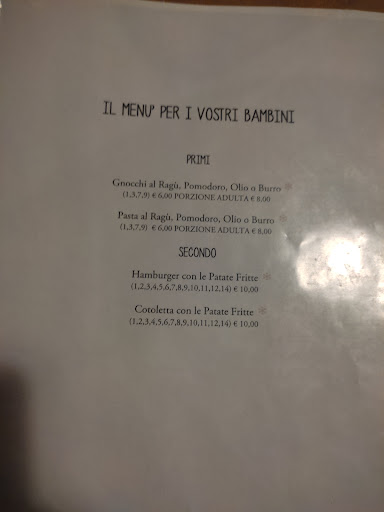 IL MENU' PER I VOSTRI BAMBINI
PRIMI
Gnocchi al Ragù, Pomodoro, Olio o Burro
(1,3,7,9) € 6,00 PORZIONE ADULTA € 8,00
Pasta al Ragù, Pomodoro, Olio o Burro
(1,3,7,9) € 6,00 PORZIONE ADULTA € 8,00
SECONDO
Hamburger con le Patate Fritte
(1,2,3,4,5,6,7,8,9,10,11,12,14) € 10,00
Cotoletta con le Patate Fritte
(1,2,3,4,5,6,7,8,9,10,11,12,14) € 10,00